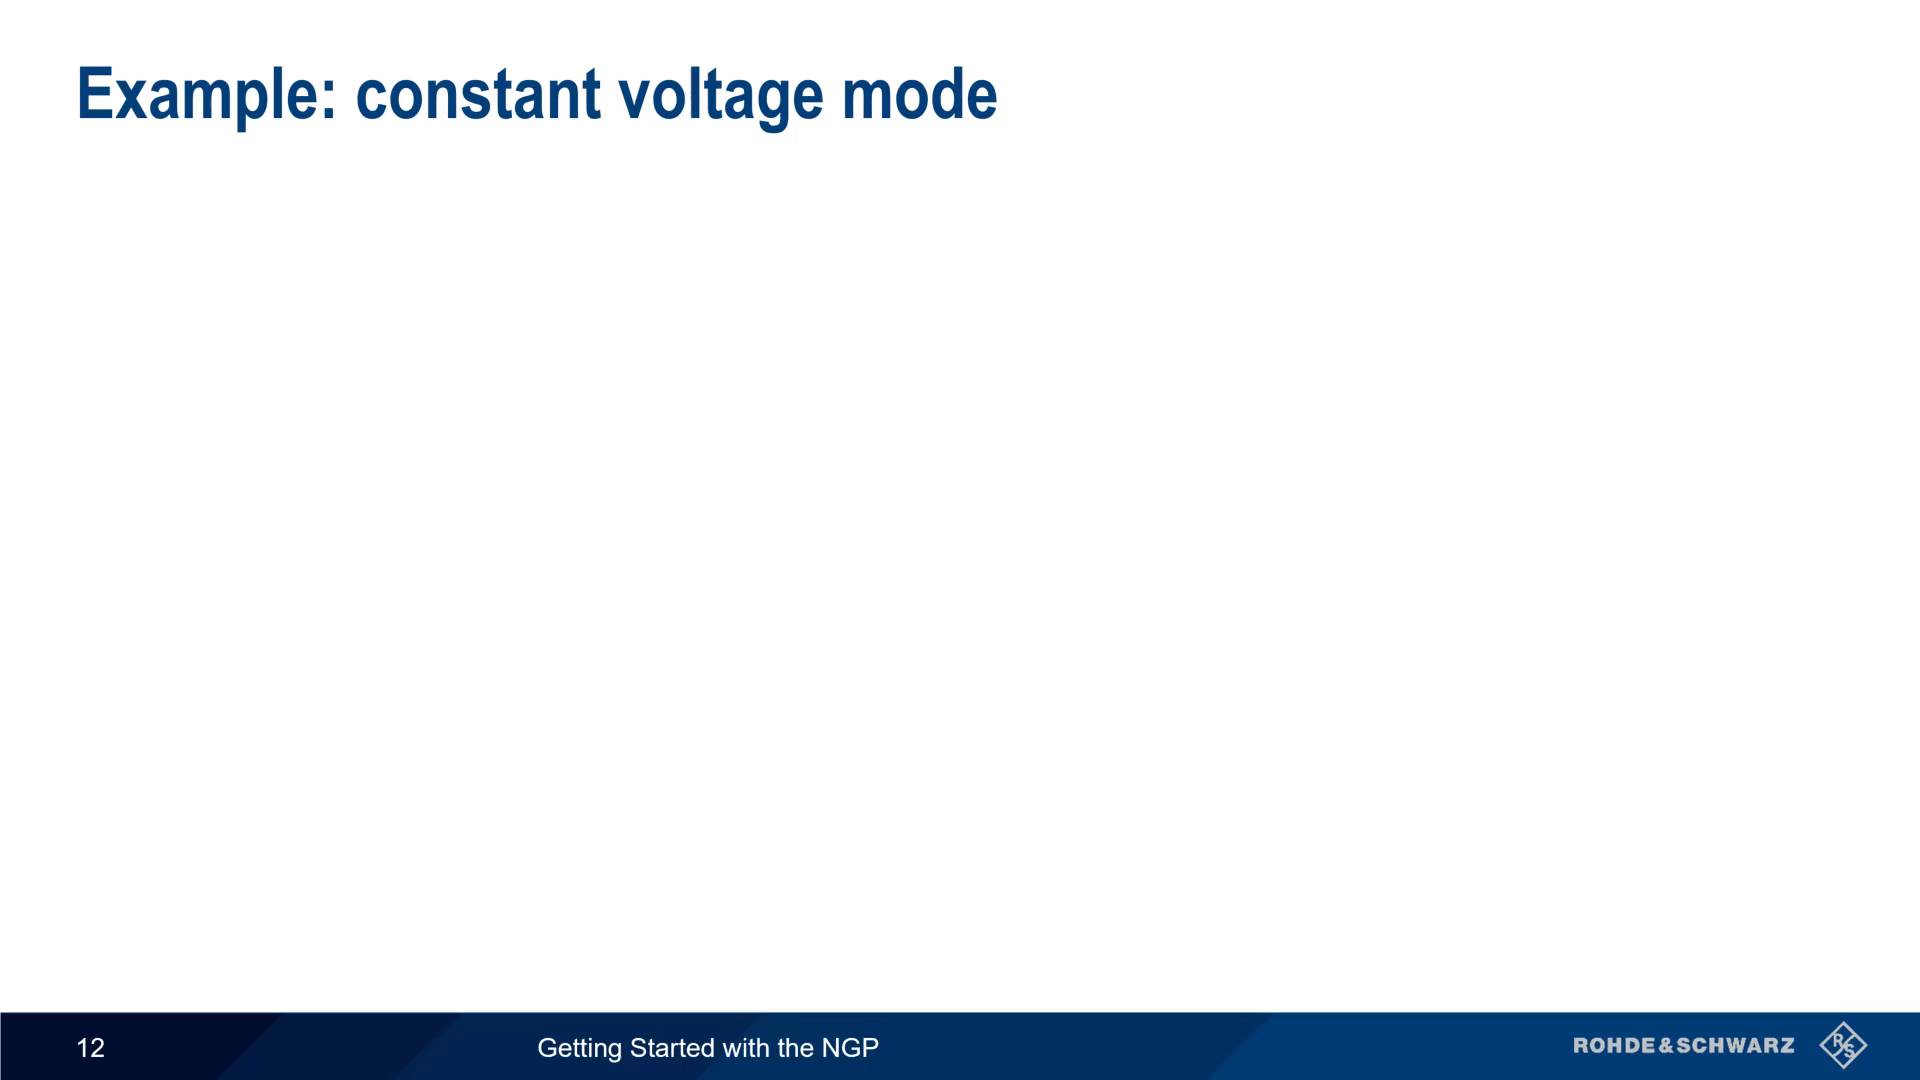 Example: constant voltage mode
12
Getting Started with the NGP
ROHDE&SCHWARZ
R S